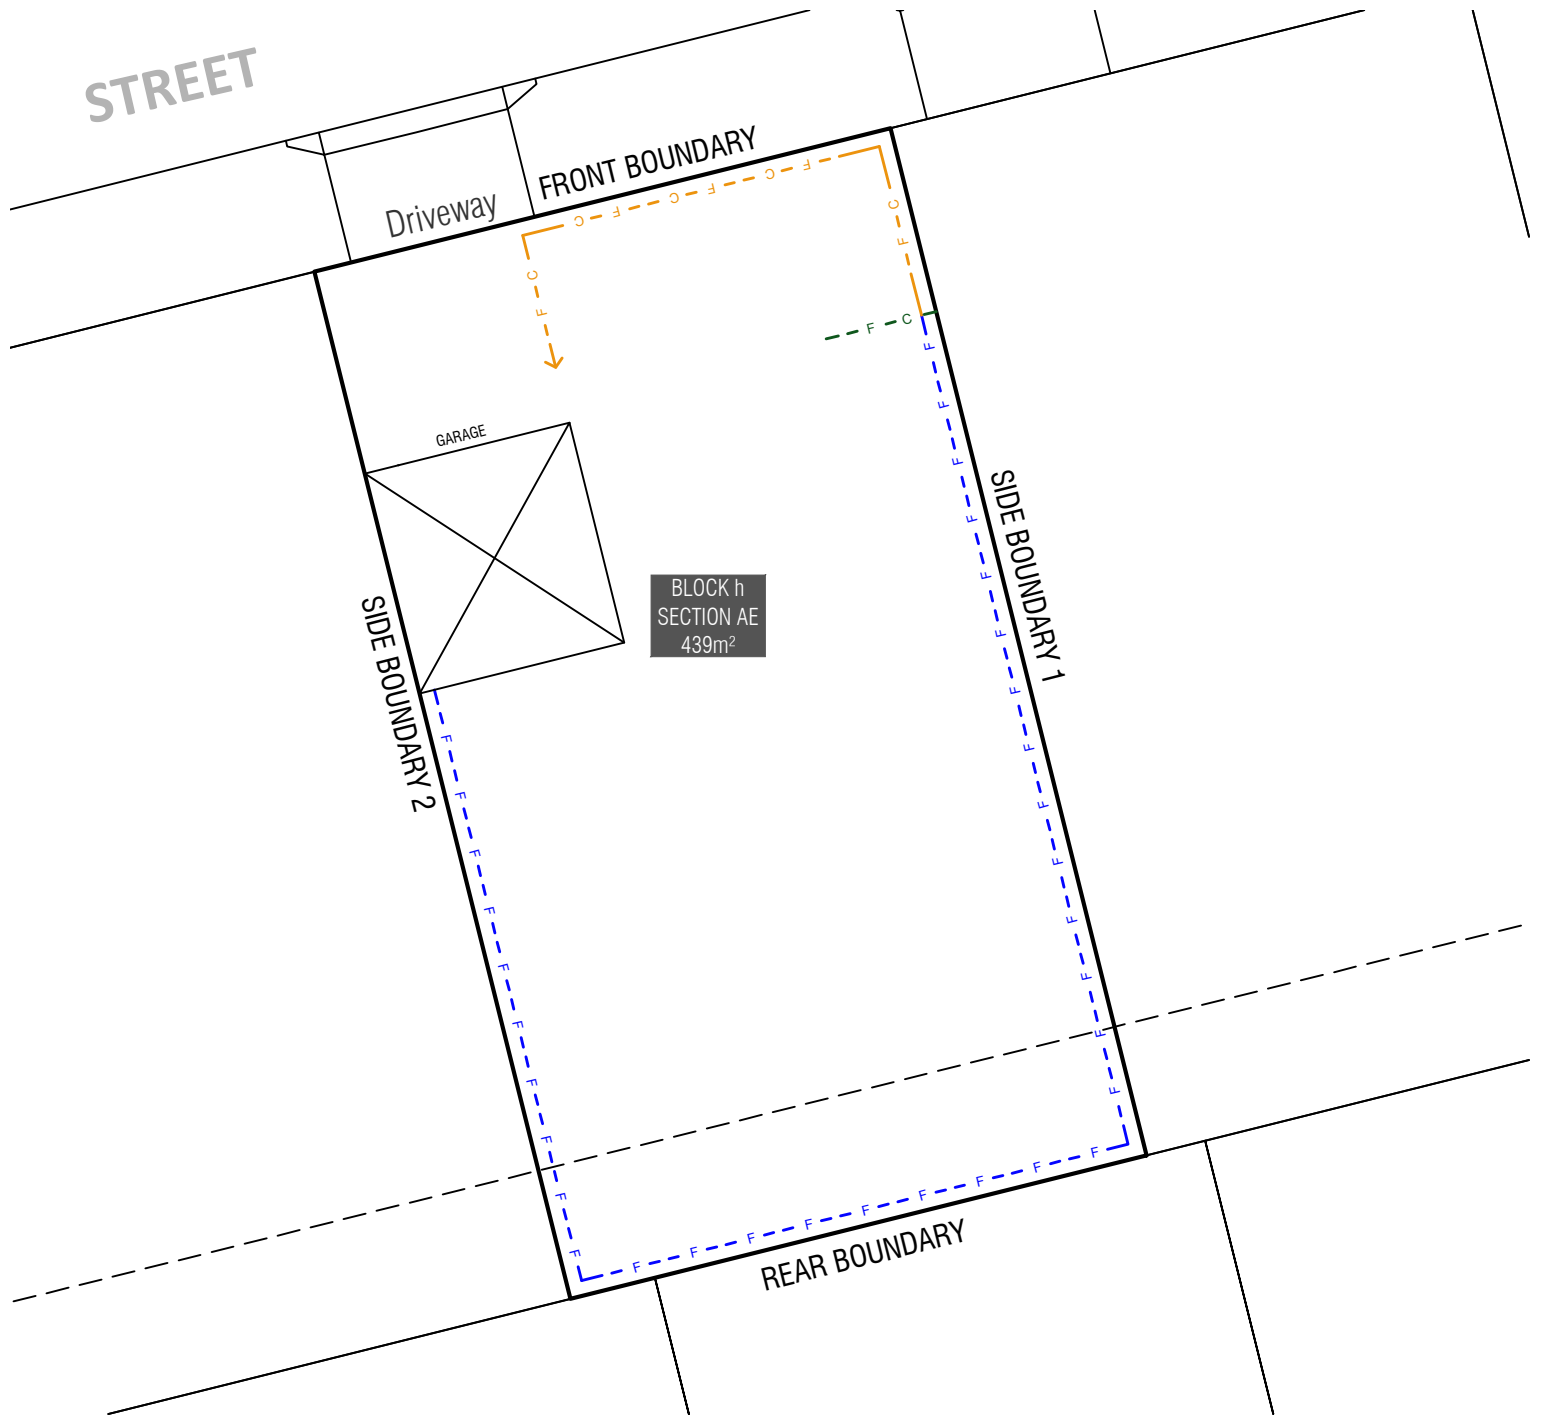 STREET
FRONT BOUNDARY
Driveway
F C F C F C F C
C F
C F
F C
GARAGE
SIDE BOUNDARY 1
BLOCK h
SECTION AE
439m²
SIDE BOUNDARY 2
F F F F F F F F F F F F F F
F F F F F F F F F F
F F F F F F F F F
REAR BOUNDARY